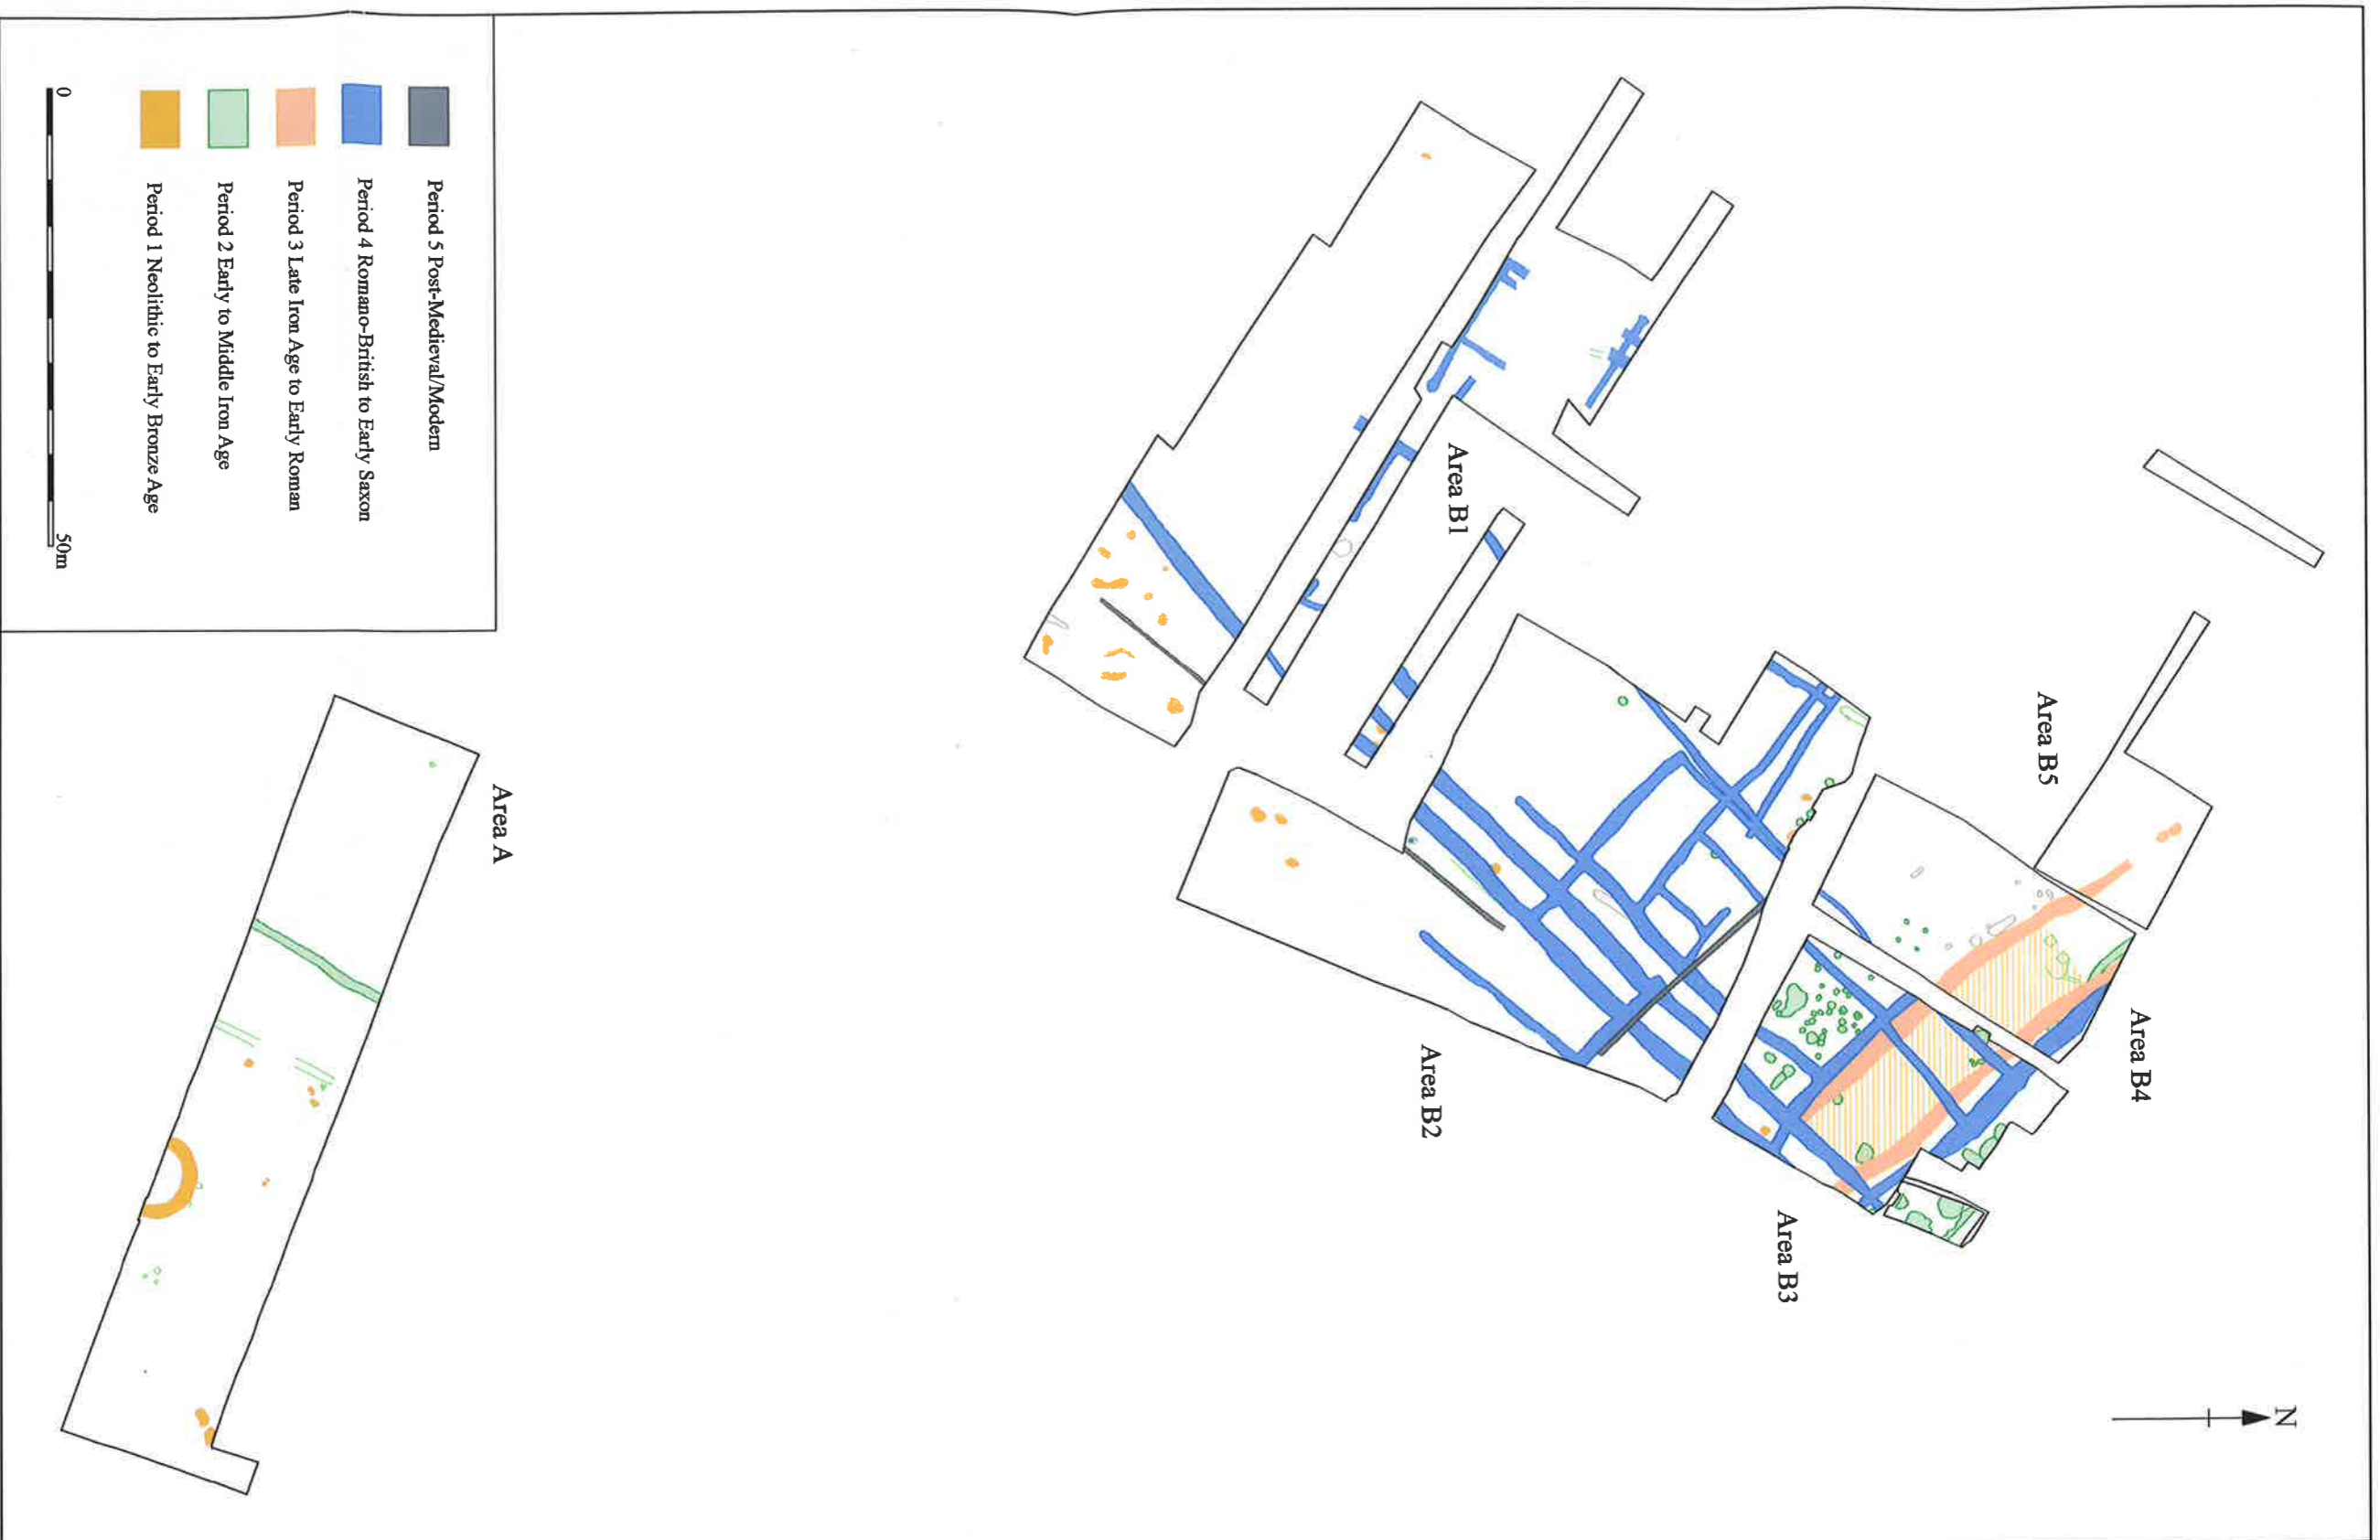 N
Area B5
Area B4
Area B1
Area B3
Area B2
Area A
Period 5 Post-Medieval/Modern
Period 4 Romano-British to Early Saxon
Period 3 Late Iron Age to Early Roman
Period 2 Early to Middle Iron Age
Period 1 Neolithic to Early Bronze Age
0
50m